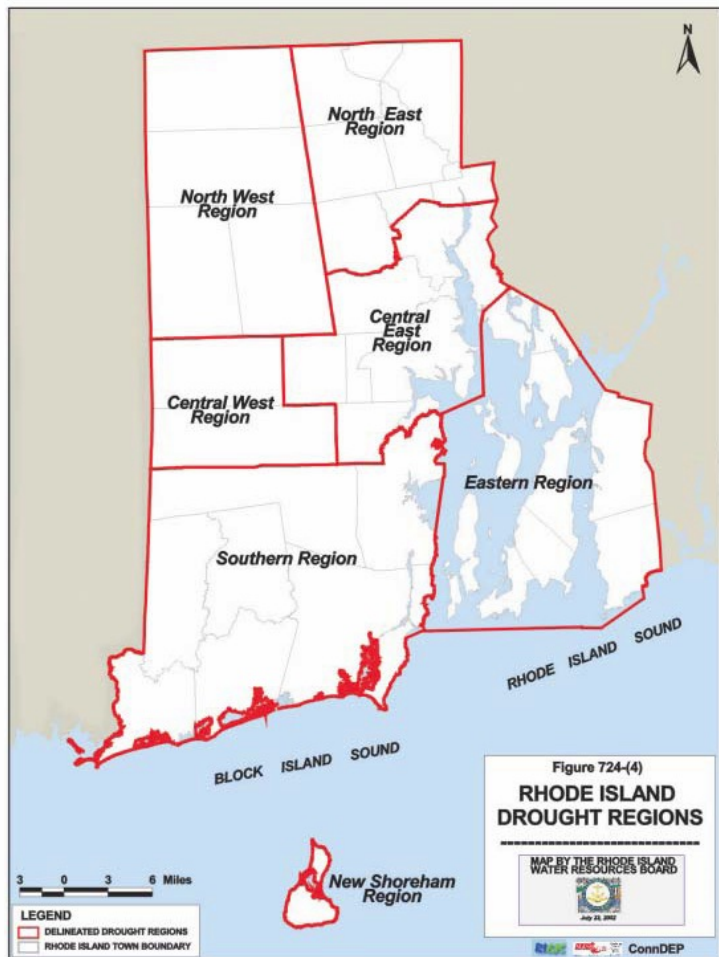 N
North East
Region
North West
Region
Central
East
Region
Central West
Region
Eastern Region
Southern Region
RHODE ISLAND SOUND
BLOCK ISLAND SOUND
New Shoreham
Region
3 0 3 6 Miles
LEGEND
DELINEATED DROUGHT REGIONS
RHODE ISLAND TOWN BOUNDARY
Figure 724-(4)
RHODE ISLAND
DROUGHT REGIONS
MAP BY THE RHODE ISLAND
WATER RESOURCES BOARD
ConnDEP